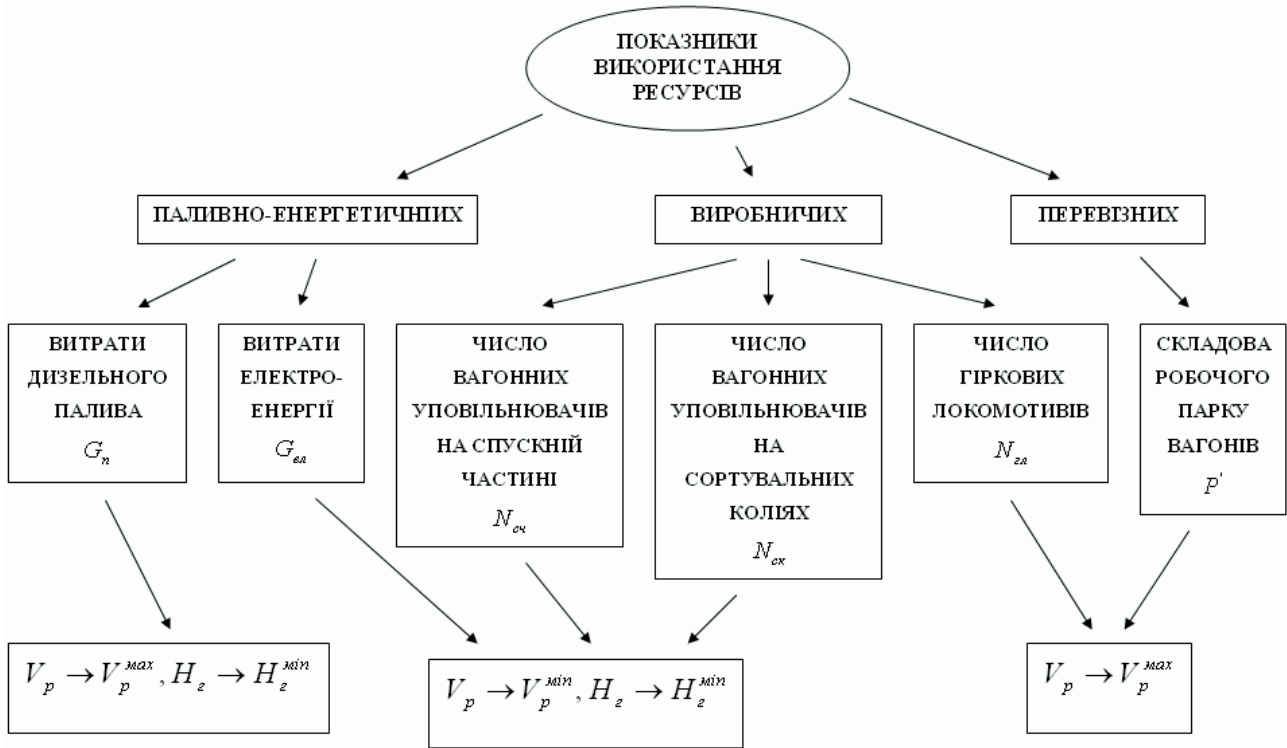 ПОКАЗНИКИ
ВИКОРИСТАННЯ
РЕСУРСІВ
ПАЛИВНО-ЕНЕРГЕТИЧНІИХ
ВИРОБНИЧИХ
ПЕРЕВІЗНИХ
ВИТРАТИ
ДИЗЕЛЬНОГО
ПАЛИВА
G_п
ВИТРАТИ
ЕЛЕКТРО-
ЕНЕРГІЇ
G_ел
ЧИСЛО
ВАГОННИХ
УПОВІЛЬНЮВАЧІВ
НА СПУСКНІЙ
ЧАСТИНІ
N_сч
ЧИСЛО
ВАГОННИХ
УПОВІЛЬНЮВАЧІВ
НА
СОРТУВАЛЬНИХ
КОЛІЯХ
N_ск
ЧИСЛО
ГІРКОВИХ
ЛОКОМОТИВІВ
N_гл
СКЛАДОВА
РОБОЧОГО
ПАРКУ
ВАГОНІВ
P'
V_p → V_p^max, H_г → H_г^min
V_p → V_p^min, H_г → H_г^min
V_p → V_p^max